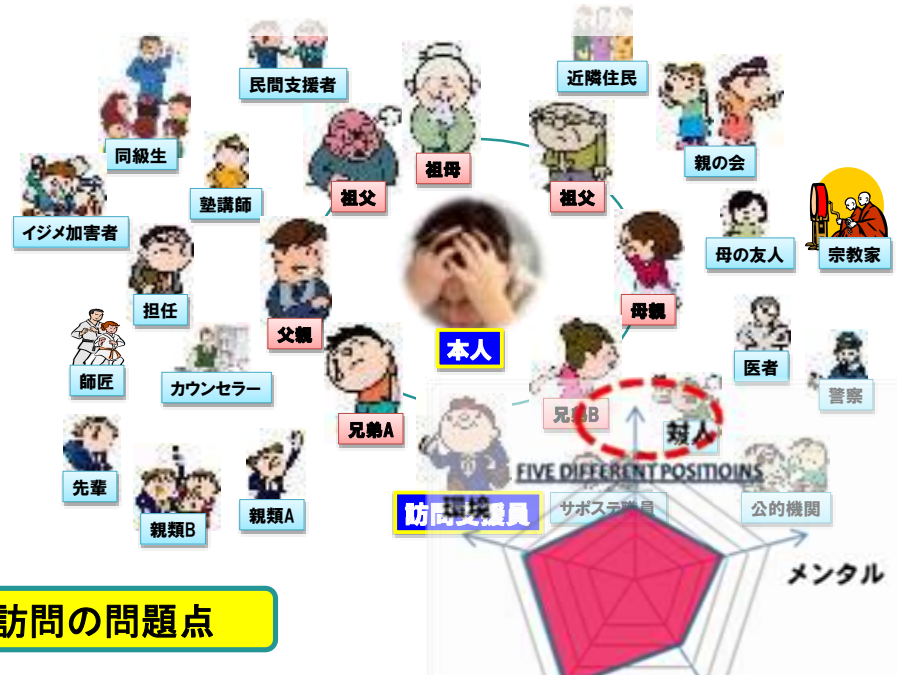 近隣住民
民間支援者
同級生
親の会
祖母
祖父
祖父
塾講師
イジメ加害者
母の友人
宗教家
担任
母親
父親
本人
医者
師匠
カウンセラー
警察
兄弟B
兄弟A
対人
FIVE DIFFERENT POSITIOINS
先輩
親類B
親類A
訪問支援員
環境
サポステ職員
公的機関
メンタル
訪問の問題点